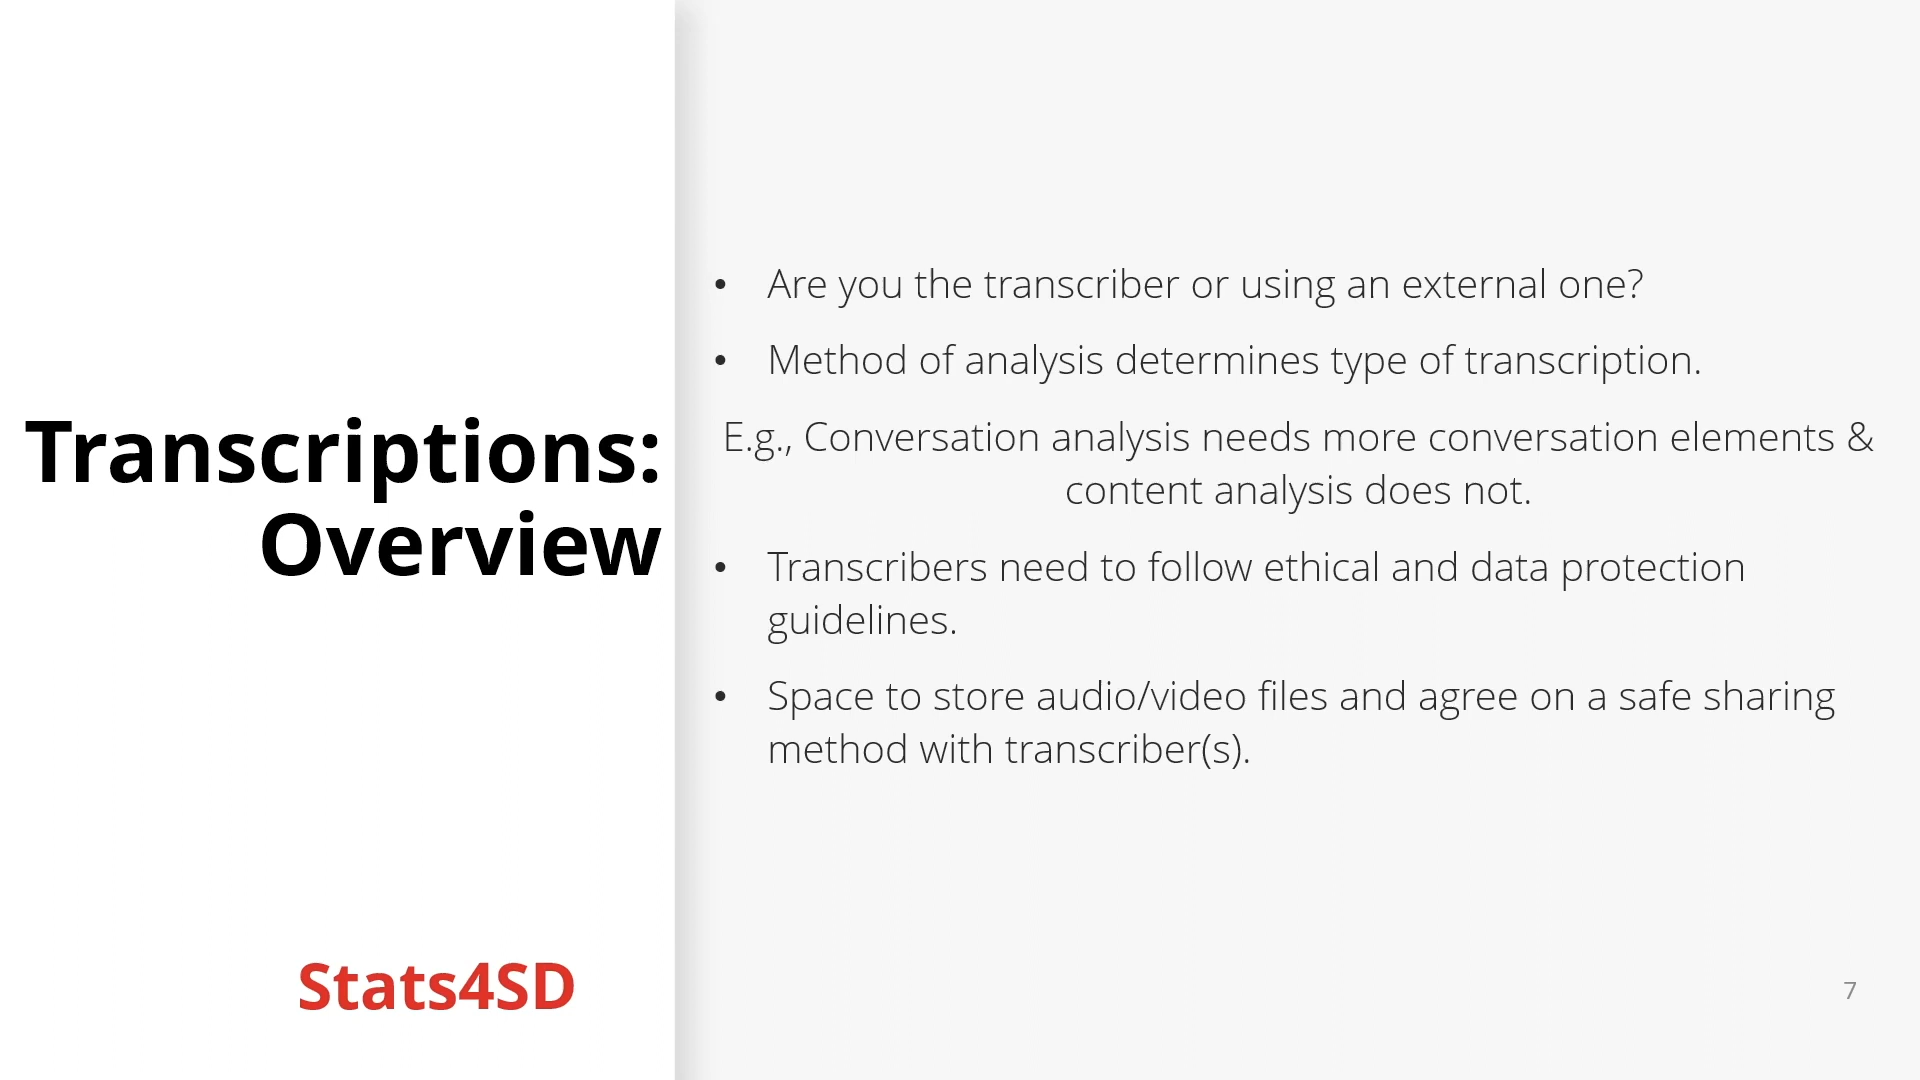 Transcriptions:
Overview
• Are you the transcriber or using an external one?
• Method of analysis determines type of transcription.
E.g., Conversation analysis needs more conversation elements &
content analysis does not.
• Transcribers need to follow ethical and data protection
guidelines.
• Space to store audio/video files and agree on a safe sharing
method with transcriber(s).
Stats4SD
7